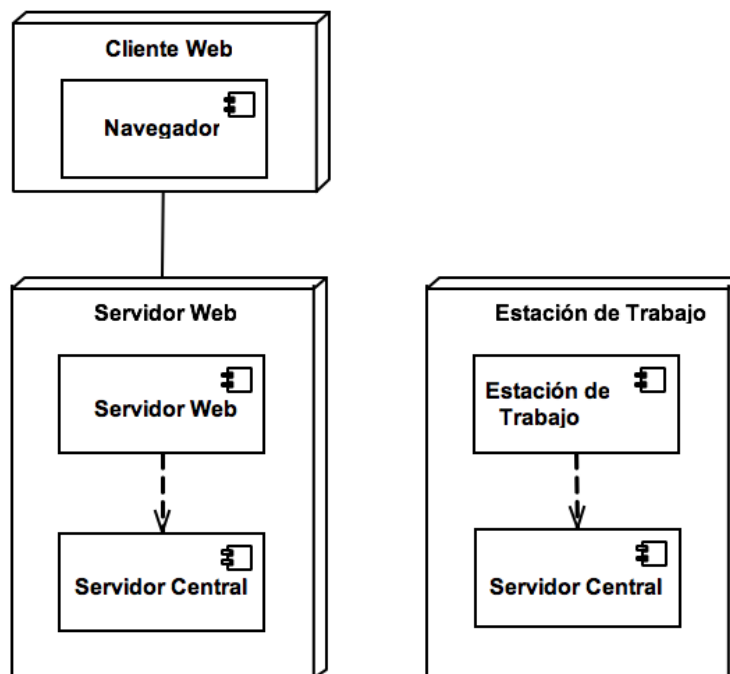 Cliente Web
Navegador
Servidor Web
Servidor Web
Servidor Central
Estación de Trabajo
Estación de
Trabajo
Servidor Central